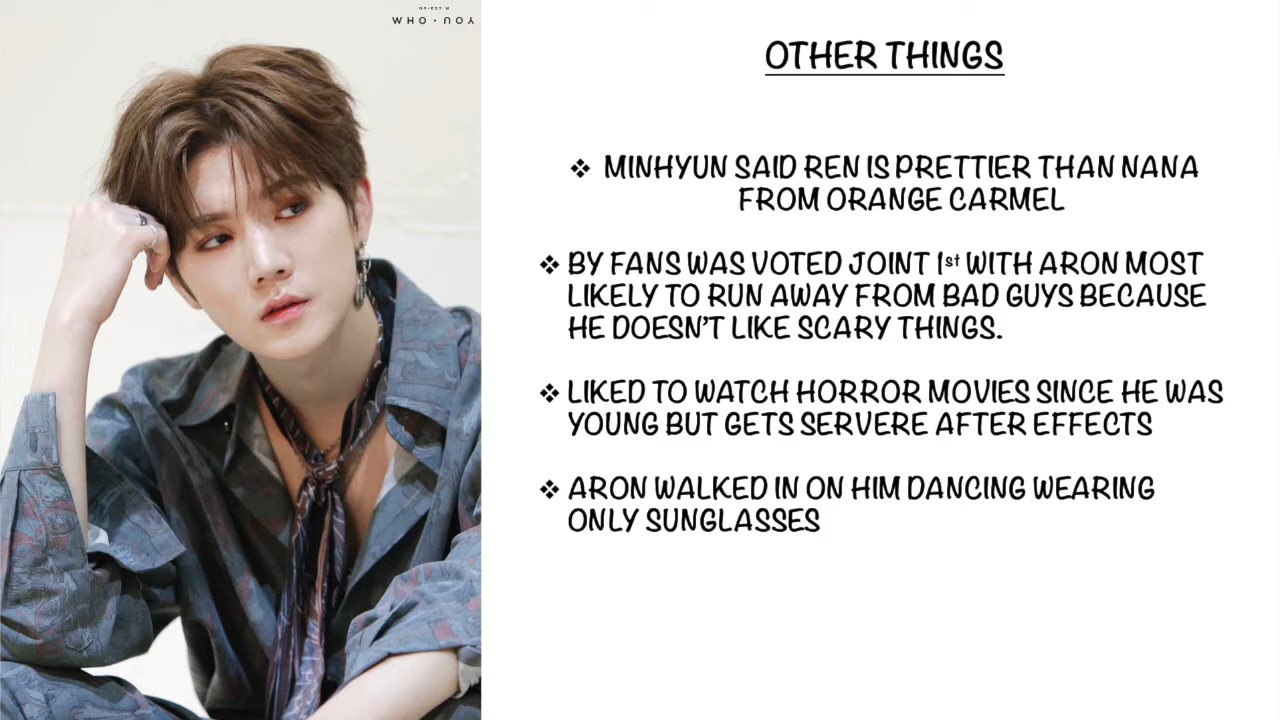 WHO · YOU
OTHER THINGS
❖ MINHYUN SAID REN IS PRETTIER THAN NANA
FROM ORANGE CARMEL
❖ BY FANS WAS VOTED JOINT 1st WITH ARON MOST
LIKELY TO RUN AWAY FROM BAD GUYS BECAUSE
HE DOESN'T LIKE SCARY THINGS.
❖ LIKED TO WATCH HORROR MOVIES SINCE HE WAS
YOUNG BUT GETS SERVERE AFTER EFFECTS
❖ ARON WALKED IN ON HIM DANCING WEARING
ONLY SUNGLASSES